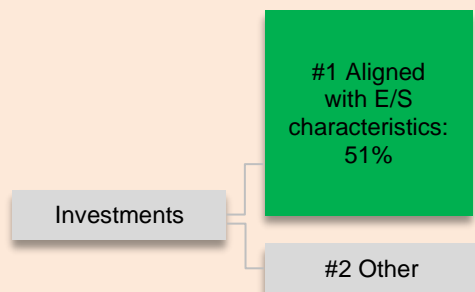 #1 Aligned
with E/S
characteristics:
51%
Investments
#2 Other